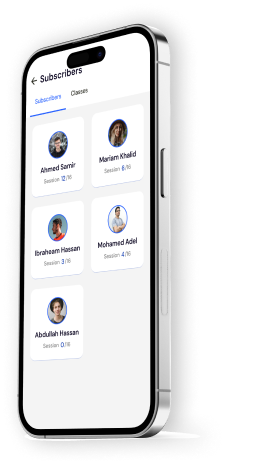 Subscribers
Subscribers Classes
Ahmed Samir
Session 12/16
Mariam Khalid
Session 6/16
Ibraheam Hassan
Session 3/16
Mohamed Adel
Session 4/16
Abdullah Hassan
Session 0/16